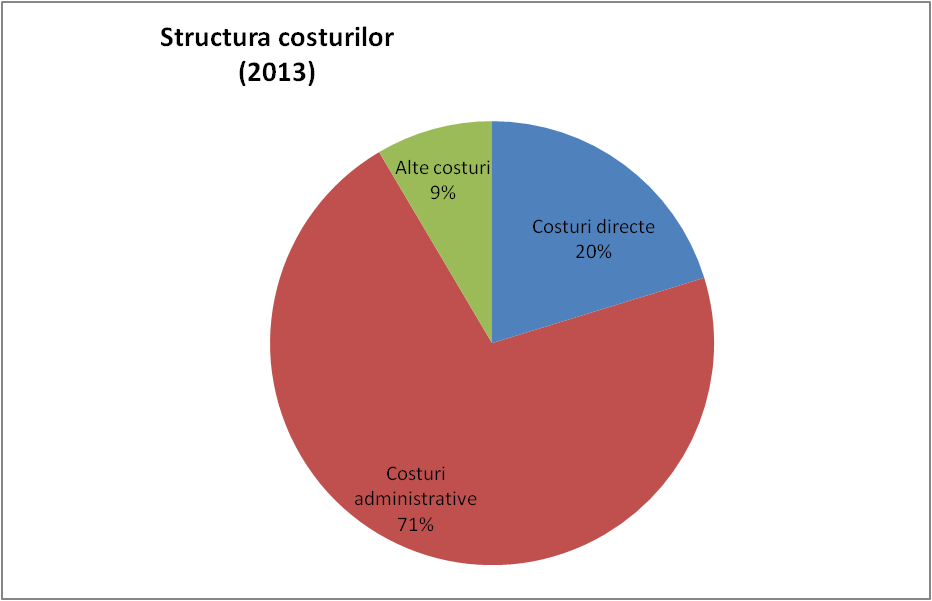 Structura costurilor
(2013)
Alte costuri
9%
Costuri directe
20%
Costuri
administrative
71%